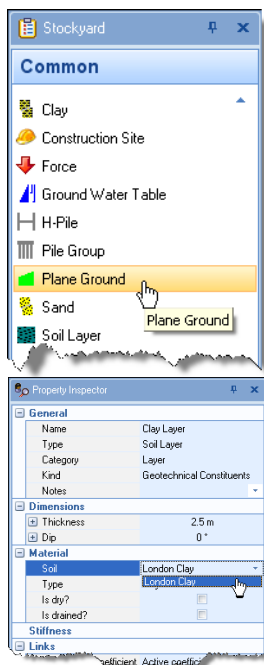 Stockyard
Common
Clay
Construction Site
Force
Ground Water Table
H-Pile
Pile Group
Plane Ground
Sand
Plane Ground
Soil Layer
Property Inspector
General
Name Clay Layer
Type Soil Layer
Category Layer
Kind Geotechnical Constituents
Notes
Dimensions
Thickness 2.5 m
Dip 0 °
Material
Soil London Clay
Type London Clay
Is dry?
Is drained?
Stiffness
Links
Active